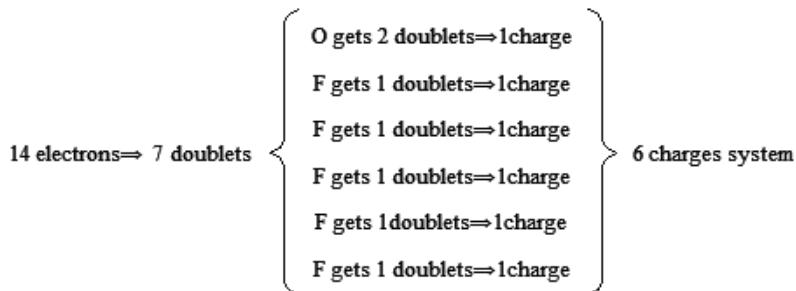 O gets 2 doublets⇒1charge
F gets 1 doublets⇒1charge
F gets 1 doublets⇒1charge
14 electrons⇒ 7 doublets
F gets 1 doublets⇒1charge
6 charges system
F gets 1doublets⇒1charge
F gets 1 doublets⇒1charge